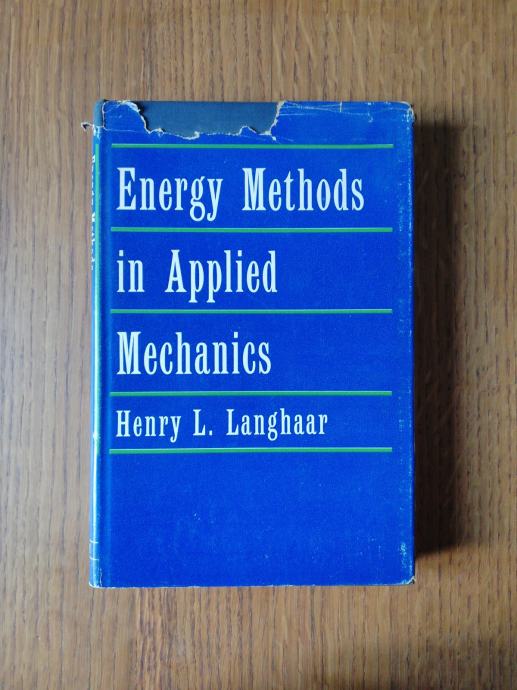 Energy Methods
in Applied
Mechanics
Henry L. Langhaar